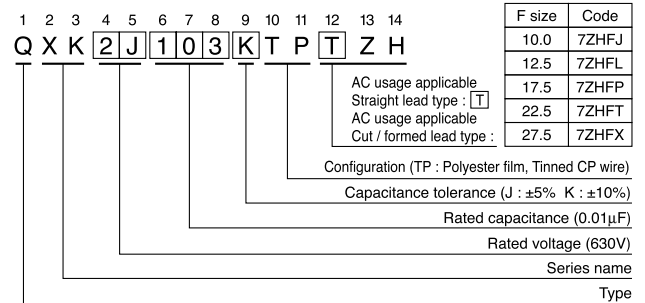 1 2 3 4 5 6 7 8 9 10 11 12 13 14
Q X K 2 J 1 0 3 K T P T Z H
F size Code
10.0 7ZHFJ
12.5 7ZHFL
17.5 7ZHFP
22.5 7ZHFT
27.5 7ZHFX
AC usage applicable
Straight lead type : T
AC usage applicable
Cut / formed lead type :
Configuration (TP : Polyester film, Tinned CP wire)
Capacitance tolerance (J : ±5% K : ±10%)
Rated capacitance (0.01μF)
Rated voltage (630V)
Series name
Type